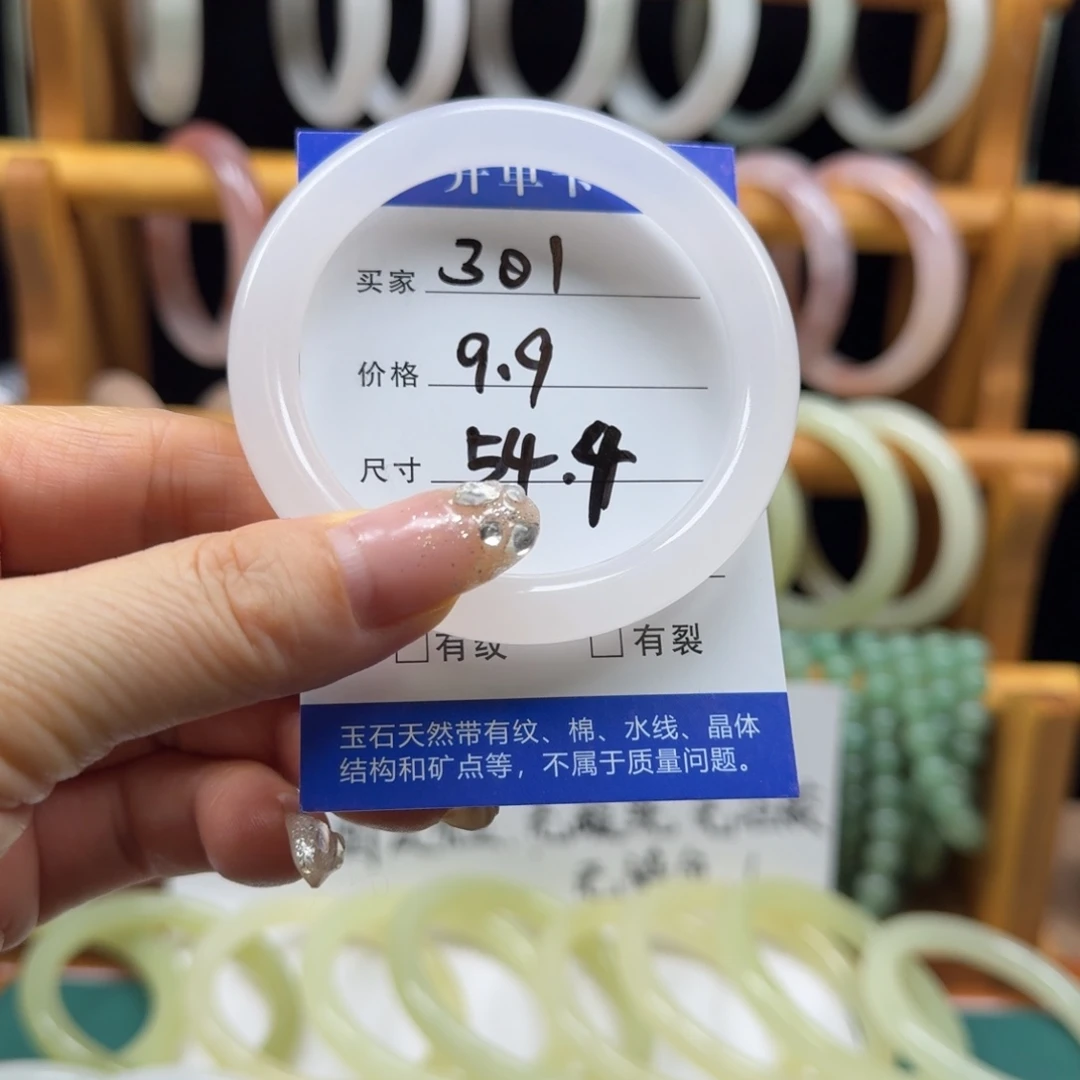 开单卡
买家 301
价格 9.9
尺寸 54.4
有纹 有裂
玉石天然带有纹、棉、水线、晶体
结构和矿点等，不属于质量问题。